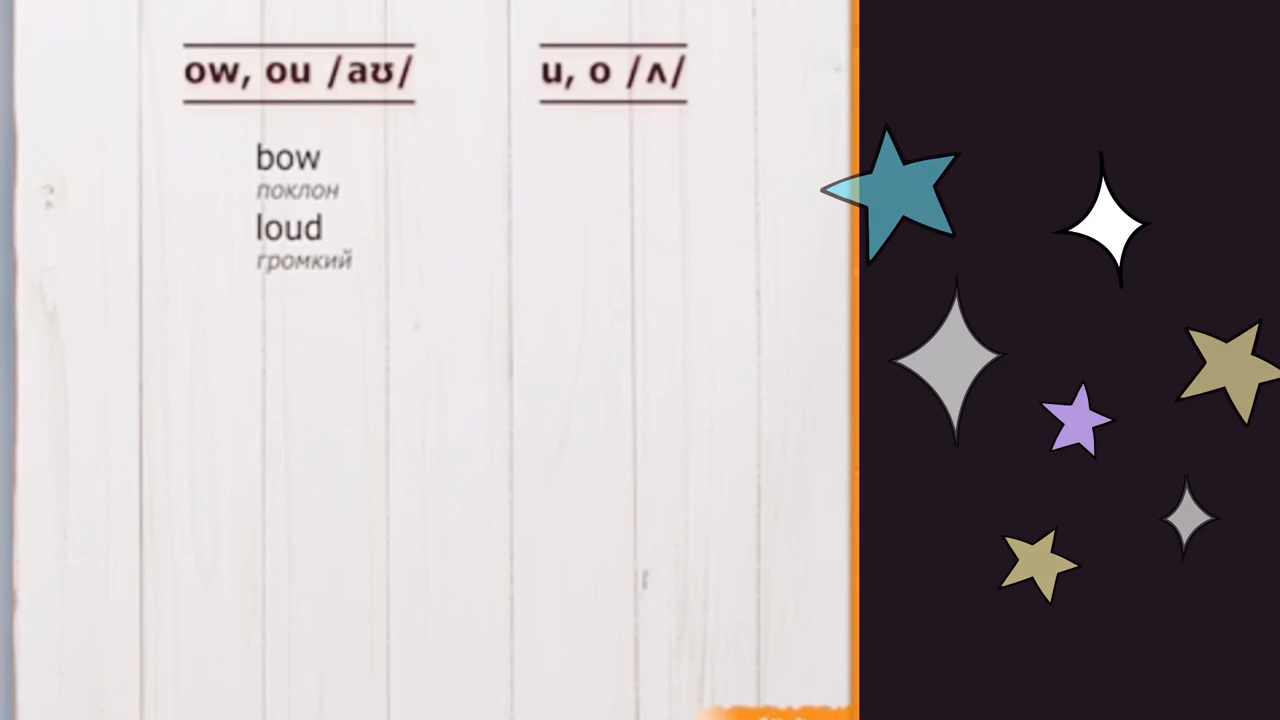 ow, ou /aʊ/
u, o /ʌ/
bow
поклон
loud
громкий